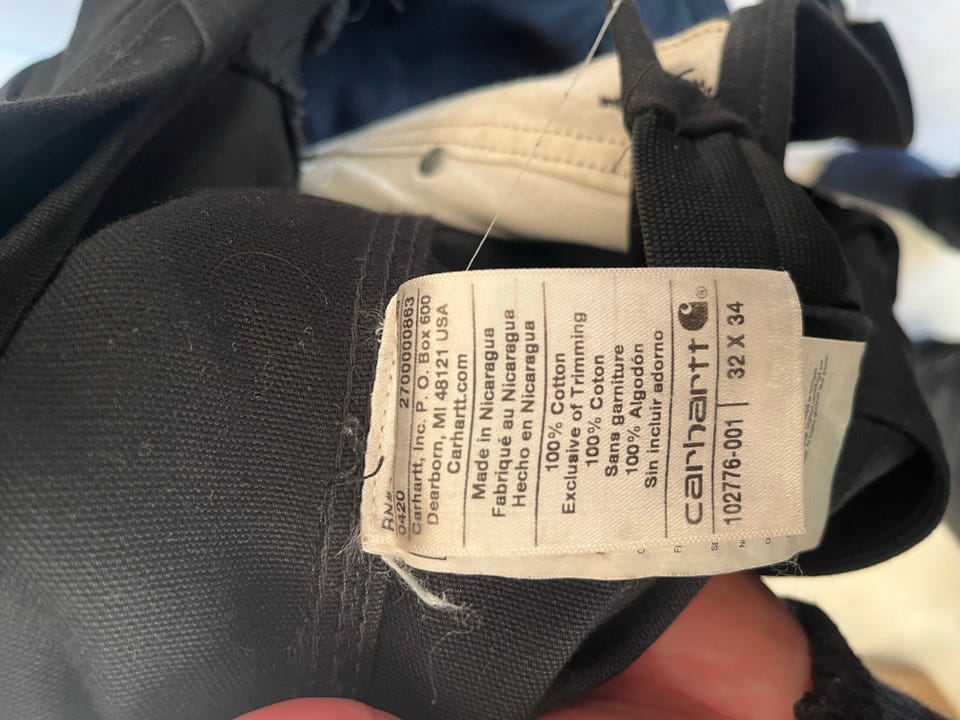 RN#
0420 2700000863
Carhartt, Inc. P. O. Box 600
Dearborn, MI 48121 USA
Carhartt.com
Made in Nicaragua
Fabriqué au Nicaragua
Hecho en Nicaragua
100% Cotton
Exclusive of Trimming
100% Coton
Sans garniture
100% Algodón
Sin incluir adorno
carhartt ®
102776-001 32 X 34